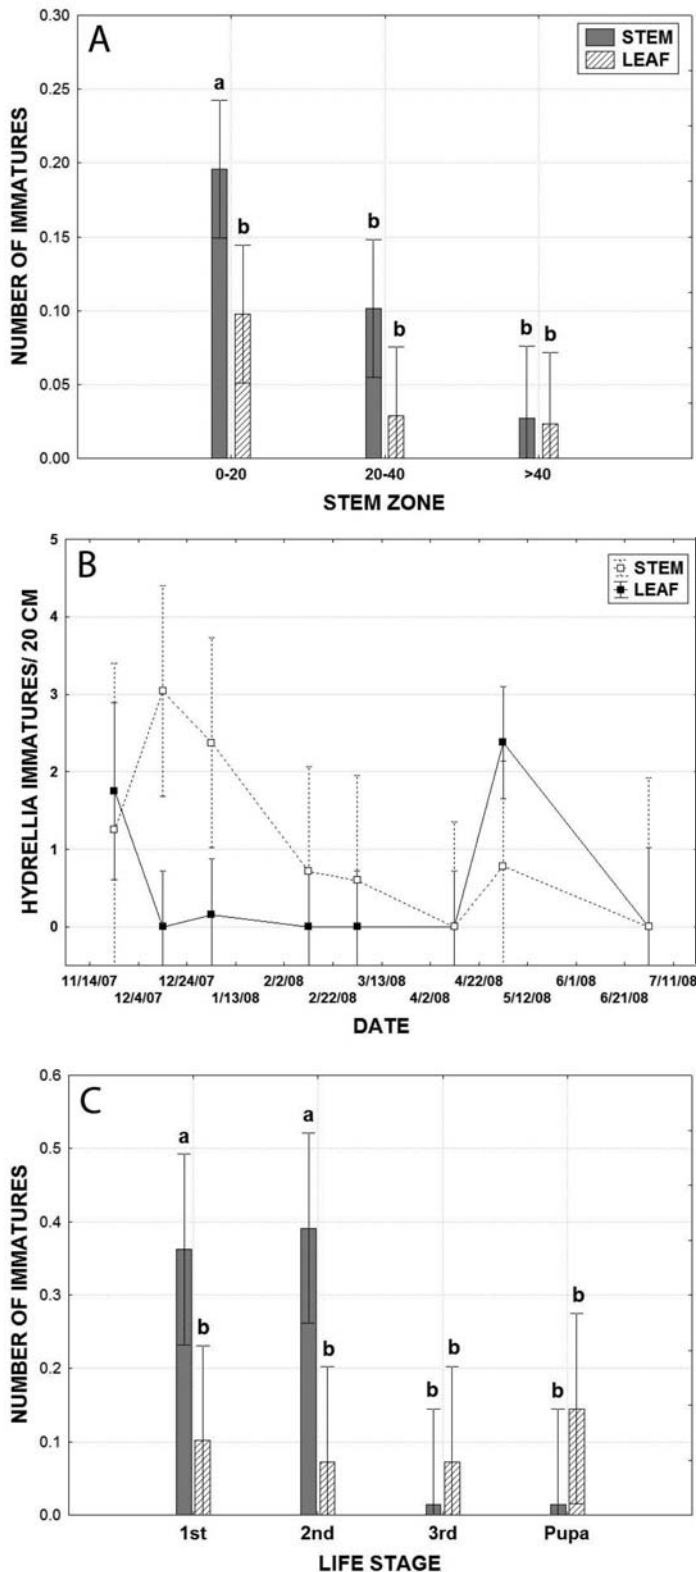 A
STEM
LEAF
NUMBER OF IMMATURES
0.30
0.25
0.20
0.15
0.10
0.05
0.00
a
b
b
b
b
b
0-20
20-40
>40
STEM ZONE
B
STEM
LEAF
HYDRELLIA IMMATURES/ 20 CM
5
4
3
2
1
0
11/14/07
12/24/07
2/2/08
3/13/08
4/22/08
6/1/08
7/11/08
12/4/07
1/13/08
2/22/08
4/2/08
5/12/08
6/21/08
DATE
C
NUMBER OF IMMATURES
0.6
0.5
0.4
0.3
0.2
0.1
0.0
a
b
a
b
b
b
b
b
1st
2nd
3rd
Pupa
LIFE STAGE